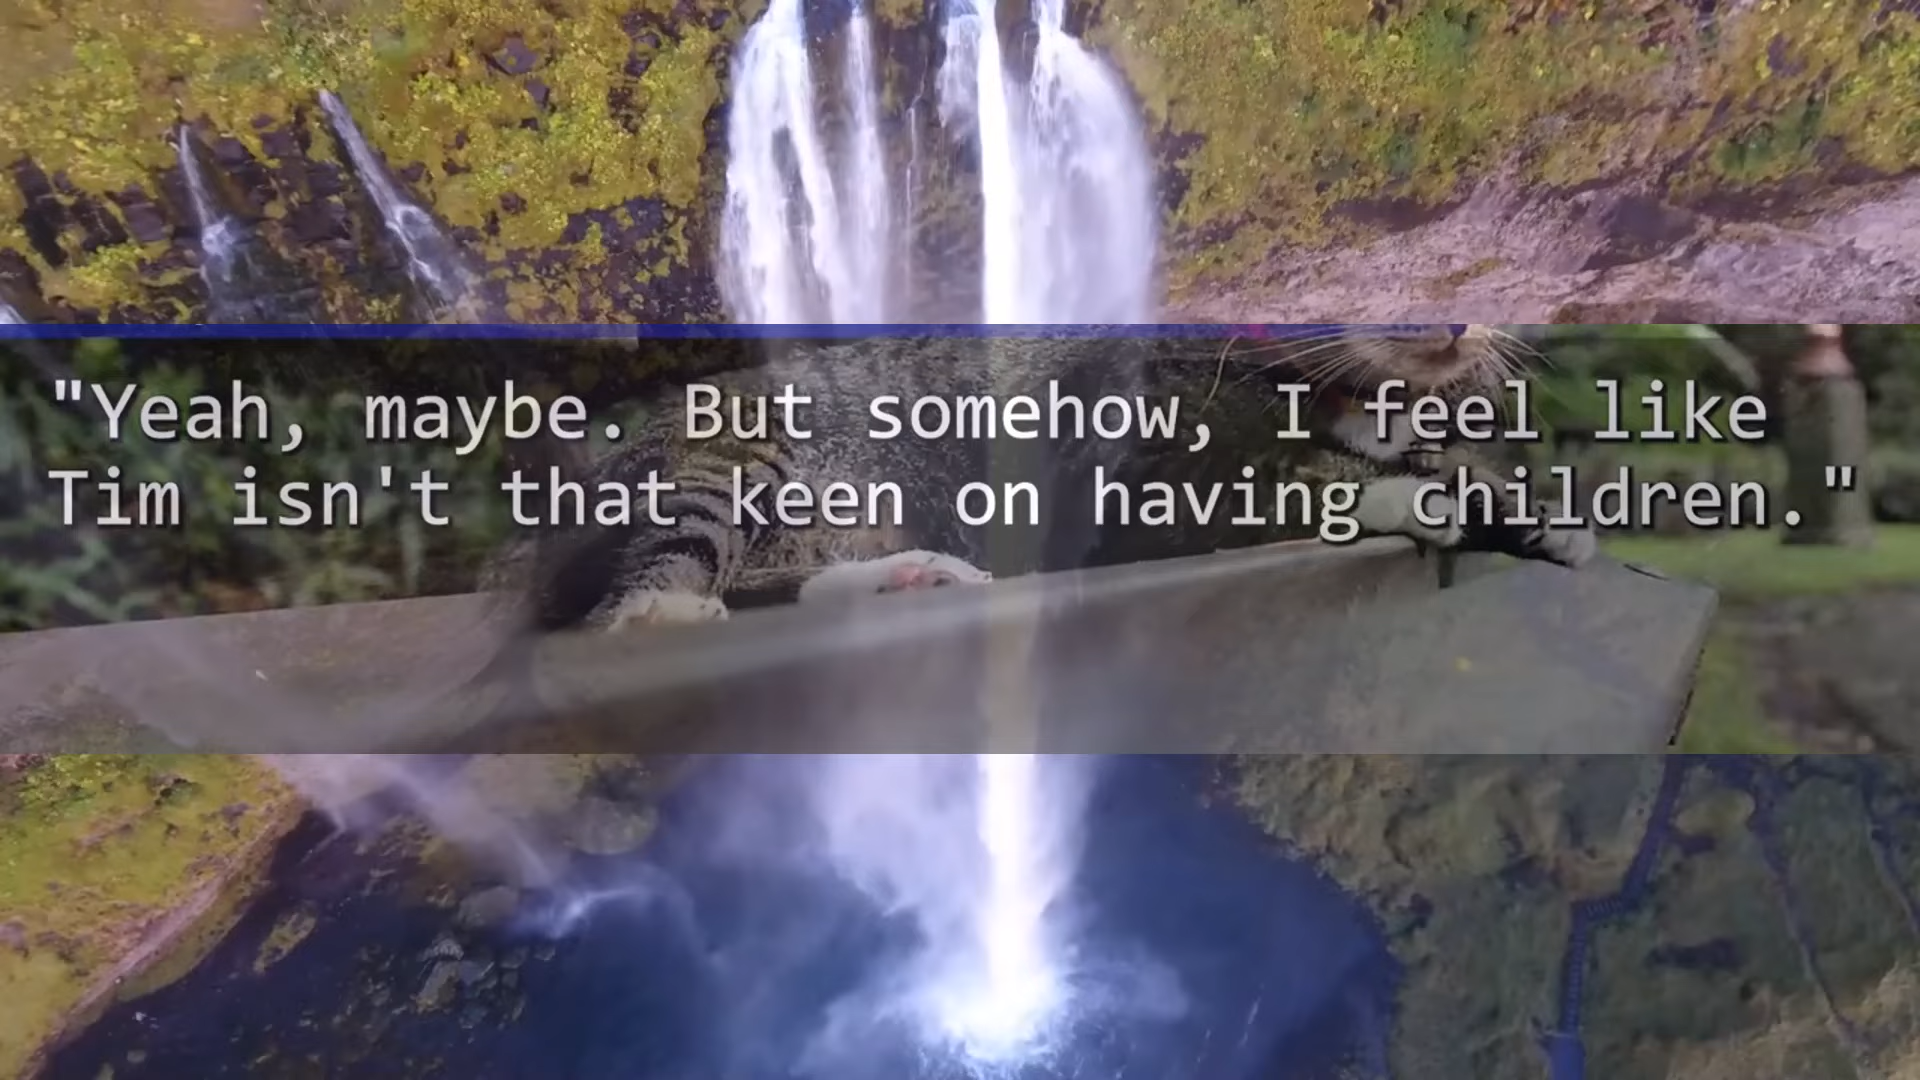 "Yeah, maybe. But somehow, I feel like
Tim isn't that keen on having children."